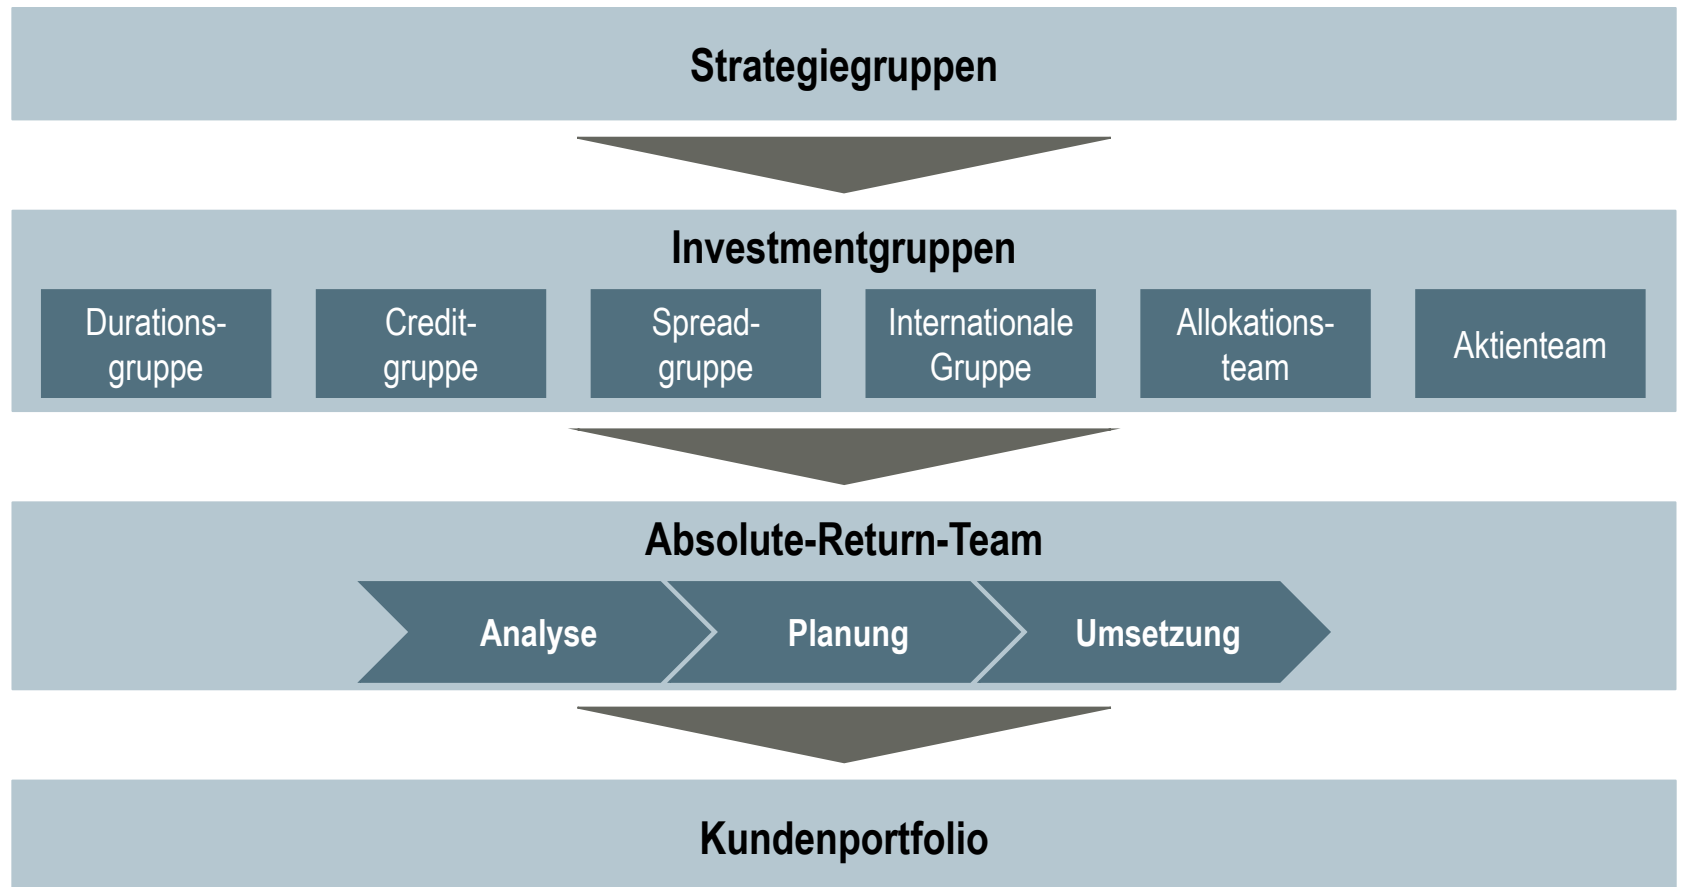 Strategiegruppen
Investmentgruppen
Durations-
gruppe
Credit-
gruppe
Spread-
gruppe
Internationale
Gruppe
Allokations-
team
Aktienteam
Absolute-Return-Team
Analyse
Planung
Umsetzung
Kundenportfolio